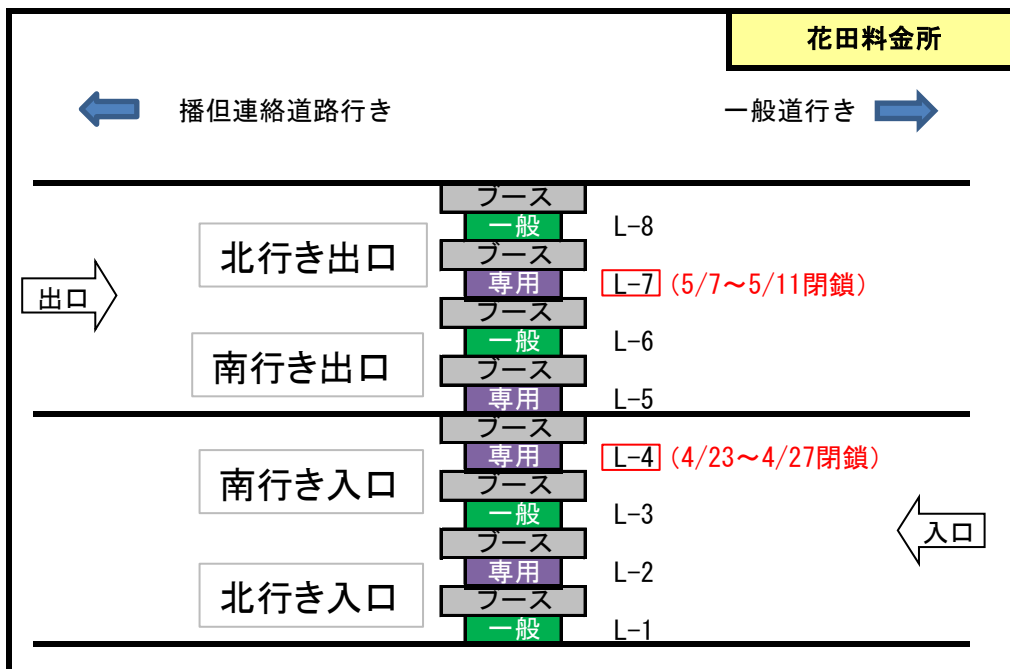 花田料金所
播但連絡道路行き
一般道行き
ブース
一般 L-8
北行き出口
ブース
専用 L-7 (5/7～5/11閉鎖)
出口
ブース
一般 L-6
南行き出口
ブース
専用 L-5
ブース
専用 L-4 (4/23～4/27閉鎖)
南行き入口
ブース
一般 L-3
入口
ブース
専用 L-2
北行き入口
ブース
一般 L-1